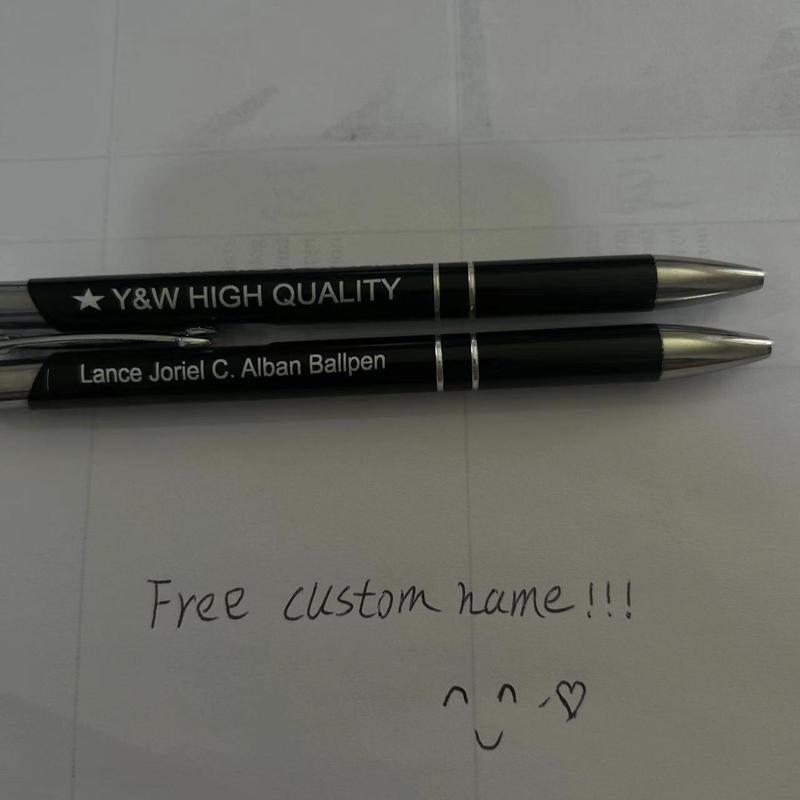 ★ Y&W HIGH QUALITY
Lance Joriel C. Alban Ballpen
Free custom name!!!